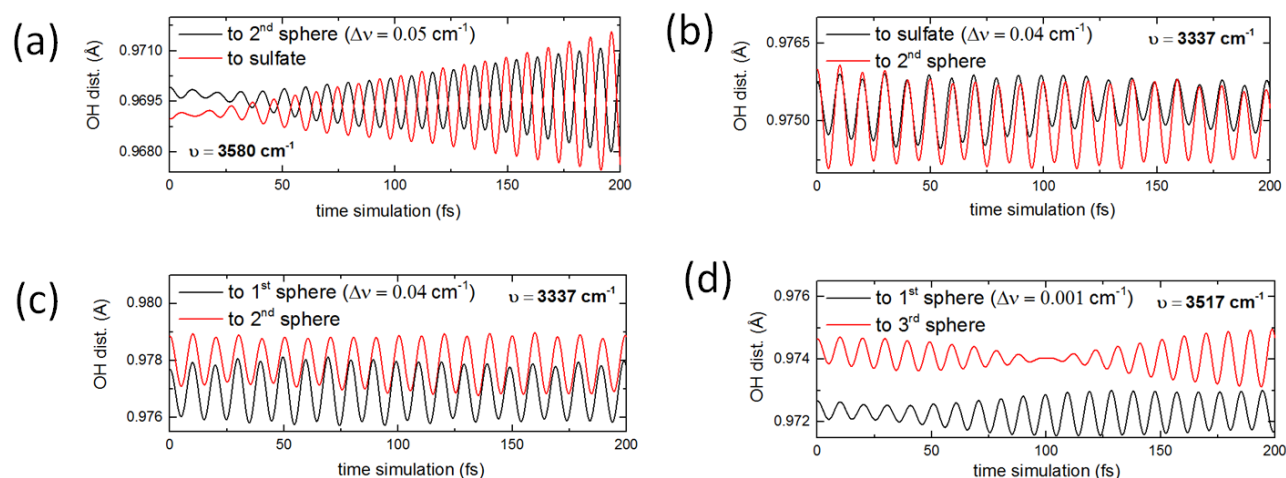 (a)
to 2nd sphere (Δν = 0.05 cm-1)
to sulfate
0.9710
0.9695
0.9680
OH dist. (Å)
υ = 3580 cm-1
0 50 100 150 200
time simulation (fs)
(b)
to sulfate (Δν = 0.04 cm-1)
υ = 3337 cm-1
to 2nd sphere
0.9765
0.9750
OH dist. (Å)
0 50 100 150 200
time simulation (fs)
(c)
to 1st sphere (Δν = 0.04 cm-1)
υ = 3337 cm-1
to 2nd sphere
0.980
0.978
0.976
OH dist. (Å)
0 50 100 150 200
time simulation (fs)
(d)
to 1st sphere (Δν = 0.001 cm-1)
υ = 3517 cm-1
to 3rd sphere
0.976
0.974
0.972
OH dist. (Å)
0 25 50 75 100 125 150 175 200
time simulation (fs)